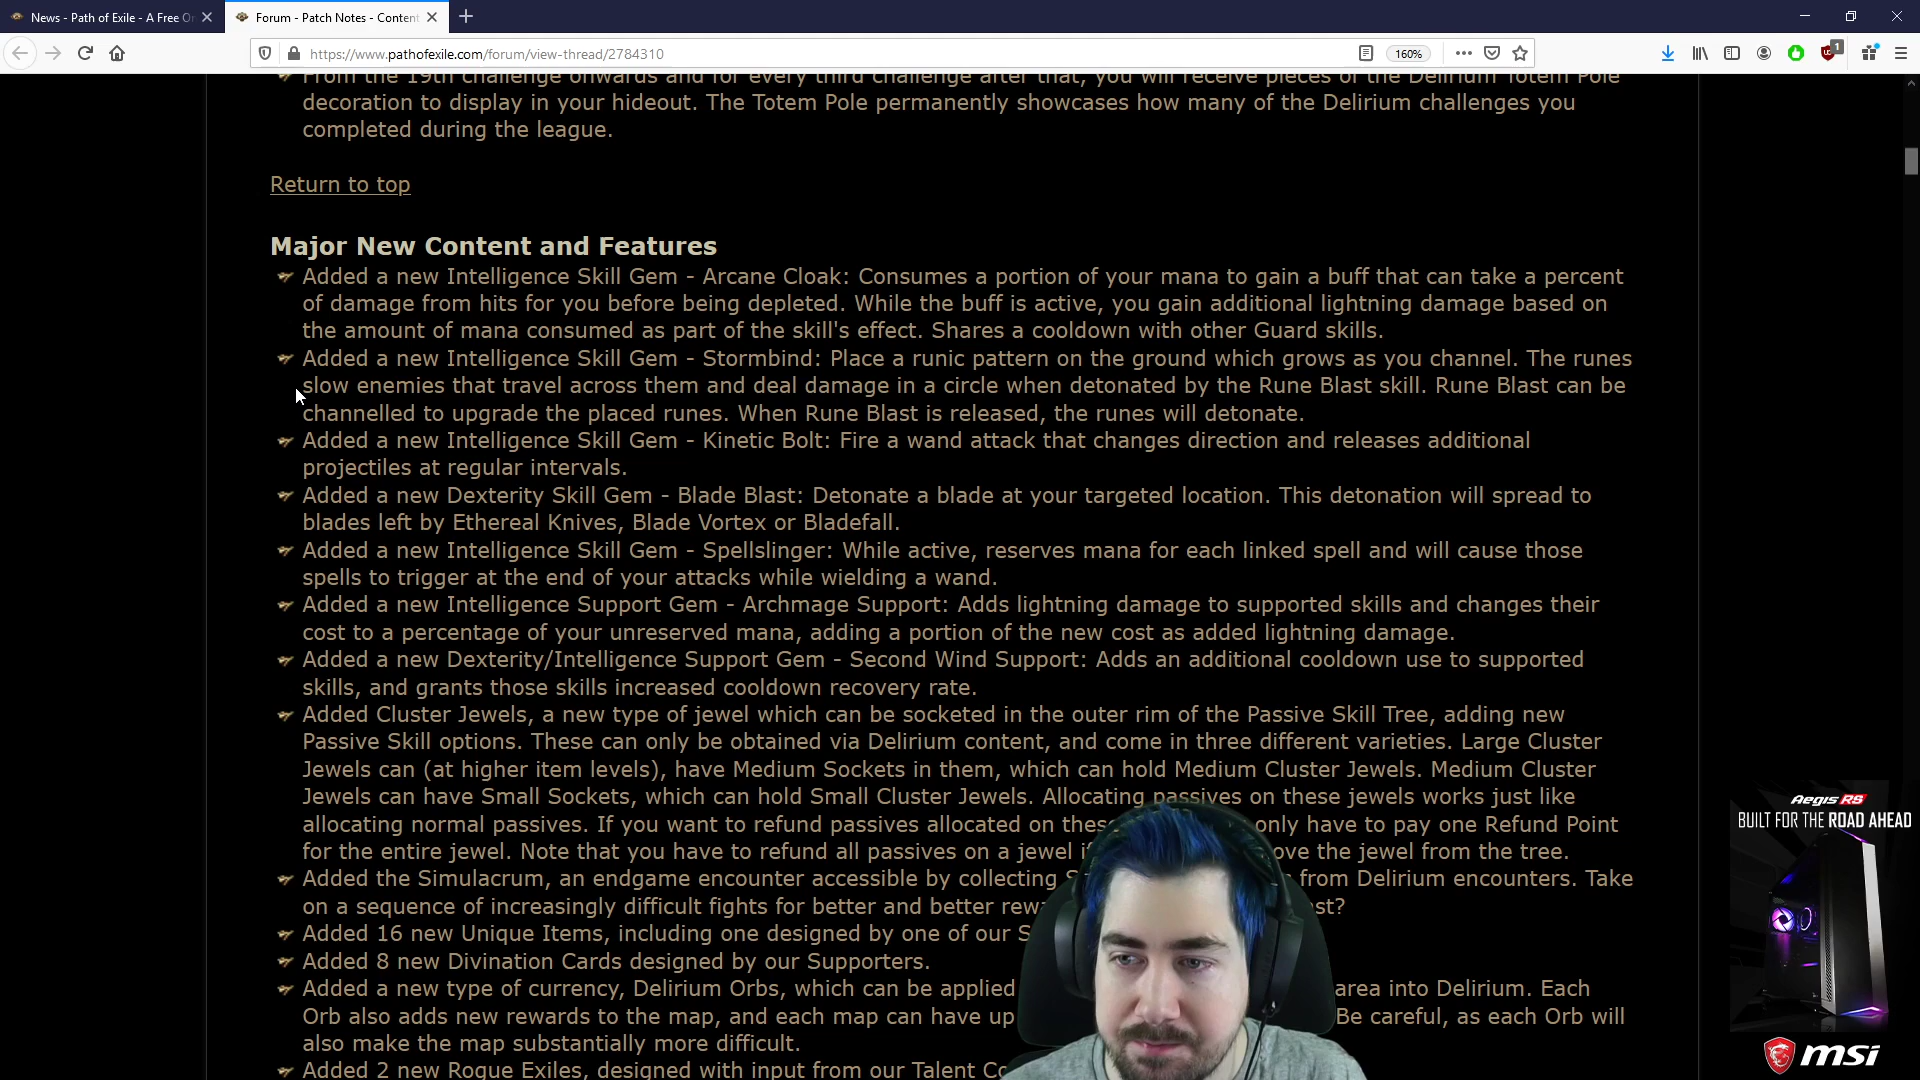 News - Path of Exile - A Free O
Forum - Patch Notes - Content
https://www.pathofexile.com/forum/view-thread/2784310
160%
1
From the 19th challenge onwards and for every third challenge after that, you will receive pieces of the Delirium Totem Pole
decoration to display in your hideout. The Totem Pole permanently showcases how many of the Delirium challenges you
completed during the league.
Return to top
Major New Content and Features
Added a new Intelligence Skill Gem - Arcane Cloak: Consumes a portion of your mana to gain a buff that can take a percent
of damage from hits for you before being depleted. While the buff is active, you gain additional lightning damage based on
the amount of mana consumed as part of the skill's effect. Shares a cooldown with other Guard skills.
Added a new Intelligence Skill Gem - Stormbind: Place a runic pattern on the ground which grows as you channel. The runes
slow enemies that travel across them and deal damage in a circle when detonated by the Rune Blast skill. Rune Blast can be
channelled to upgrade the placed runes. When Rune Blast is released, the runes will detonate.
Added a new Intelligence Skill Gem - Kinetic Bolt: Fire a wand attack that changes direction and releases additional
projectiles at regular intervals.
Added a new Dexterity Skill Gem - Blade Blast: Detonate a blade at your targeted location. This detonation will spread to
blades left by Ethereal Knives, Blade Vortex or Bladefall.
Added a new Intelligence Skill Gem - Spellslinger: While active, reserves mana for each linked spell and will cause those
spells to trigger at the end of your attacks while wielding a wand.
Added a new Intelligence Support Gem - Archmage Support: Adds lightning damage to supported skills and changes their
cost to a percentage of your unreserved mana, adding a portion of the new cost as added lightning damage.
Added a new Dexterity/Intelligence Support Gem - Second Wind Support: Adds an additional cooldown use to supported
skills, and grants those skills increased cooldown recovery rate.
Added Cluster Jewels, a new type of jewel which can be socketed in the outer rim of the Passive Skill Tree, adding new
Passive Skill options. These can only be obtained via Delirium content, and come in three different varieties. Large Cluster
Jewels can (at higher item levels), have Medium Sockets in them, which can hold Medium Cluster Jewels. Medium Cluster
Jewels can have Small Sockets, which can hold Small Cluster Jewels. Allocating passives on these jewels works just like
allocating normal passives. If you want to refund passives allocated on thes only have to pay one Refund Point
for the entire jewel. Note that you have to refund all passives on a jewel i ove the jewel from the tree.
Added the Simulacrum, an endgame encounter accessible by collecting S from Delirium encounters. Take
on a sequence of increasingly difficult fights for better and better rewa st?
Added 16 new Unique Items, including one designed by one of our S
Added 8 new Divination Cards designed by our Supporters.
Added a new type of currency, Delirium Orbs, which can be applied area into Delirium. Each
Orb also adds new rewards to the map, and each map can have up Be careful, as each Orb will
also make the map substantially more difficult.
Added 2 new Rogue Exiles, designed with input from our Talent Co
Aegis RS
BUILT FOR THE ROAD AHEAD
msi